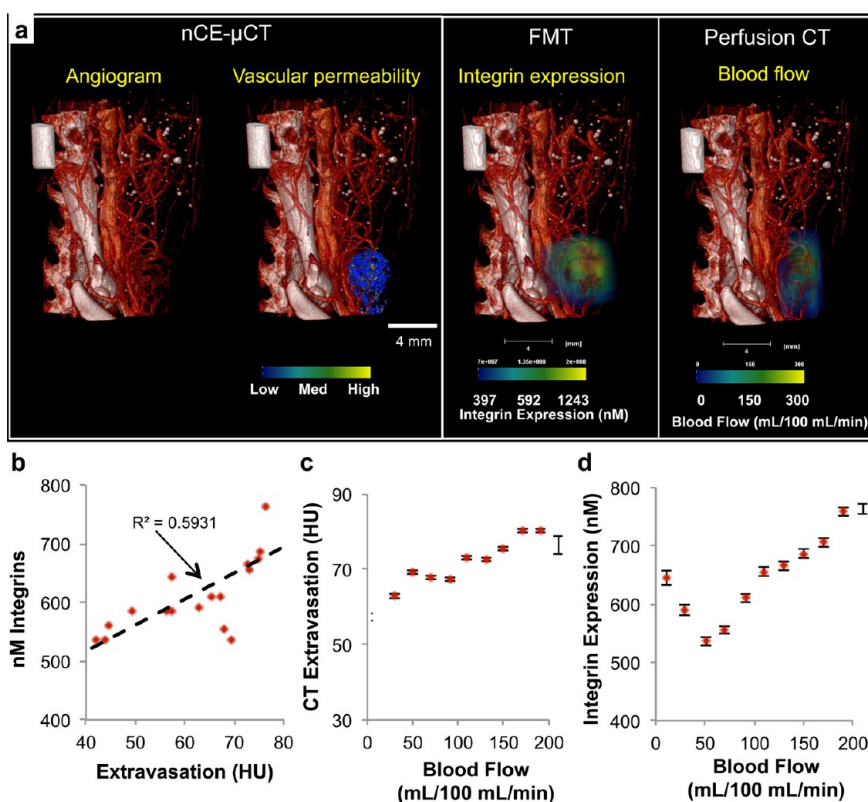 a
nCE-µCT
FMT
Perfusion CT
Angiogram
Vascular permeability
Integrin expression
Blood flow
4 mm
Low Med High
4 [mm]
7e+007 1.35e+008 2e+008
397 592 1243
Integrin Expression (nM)
4 [mm]
0 150 300
0 150 300
Blood Flow (mL/100 mL/min)
b
nM Integrins
800
700
600
500
400
R² = 0.5931
40 50 60 70 80
Extravasation (HU)
c
CT Extravasation (HU)
90
70
50
30
0 50 100 150 200
Blood Flow
(mL/100 mL/min)
d
Integrin Expression (nM)
800
700
600
500
400
0 50 100 150 200
Blood Flow
(mL/100 mL/min)